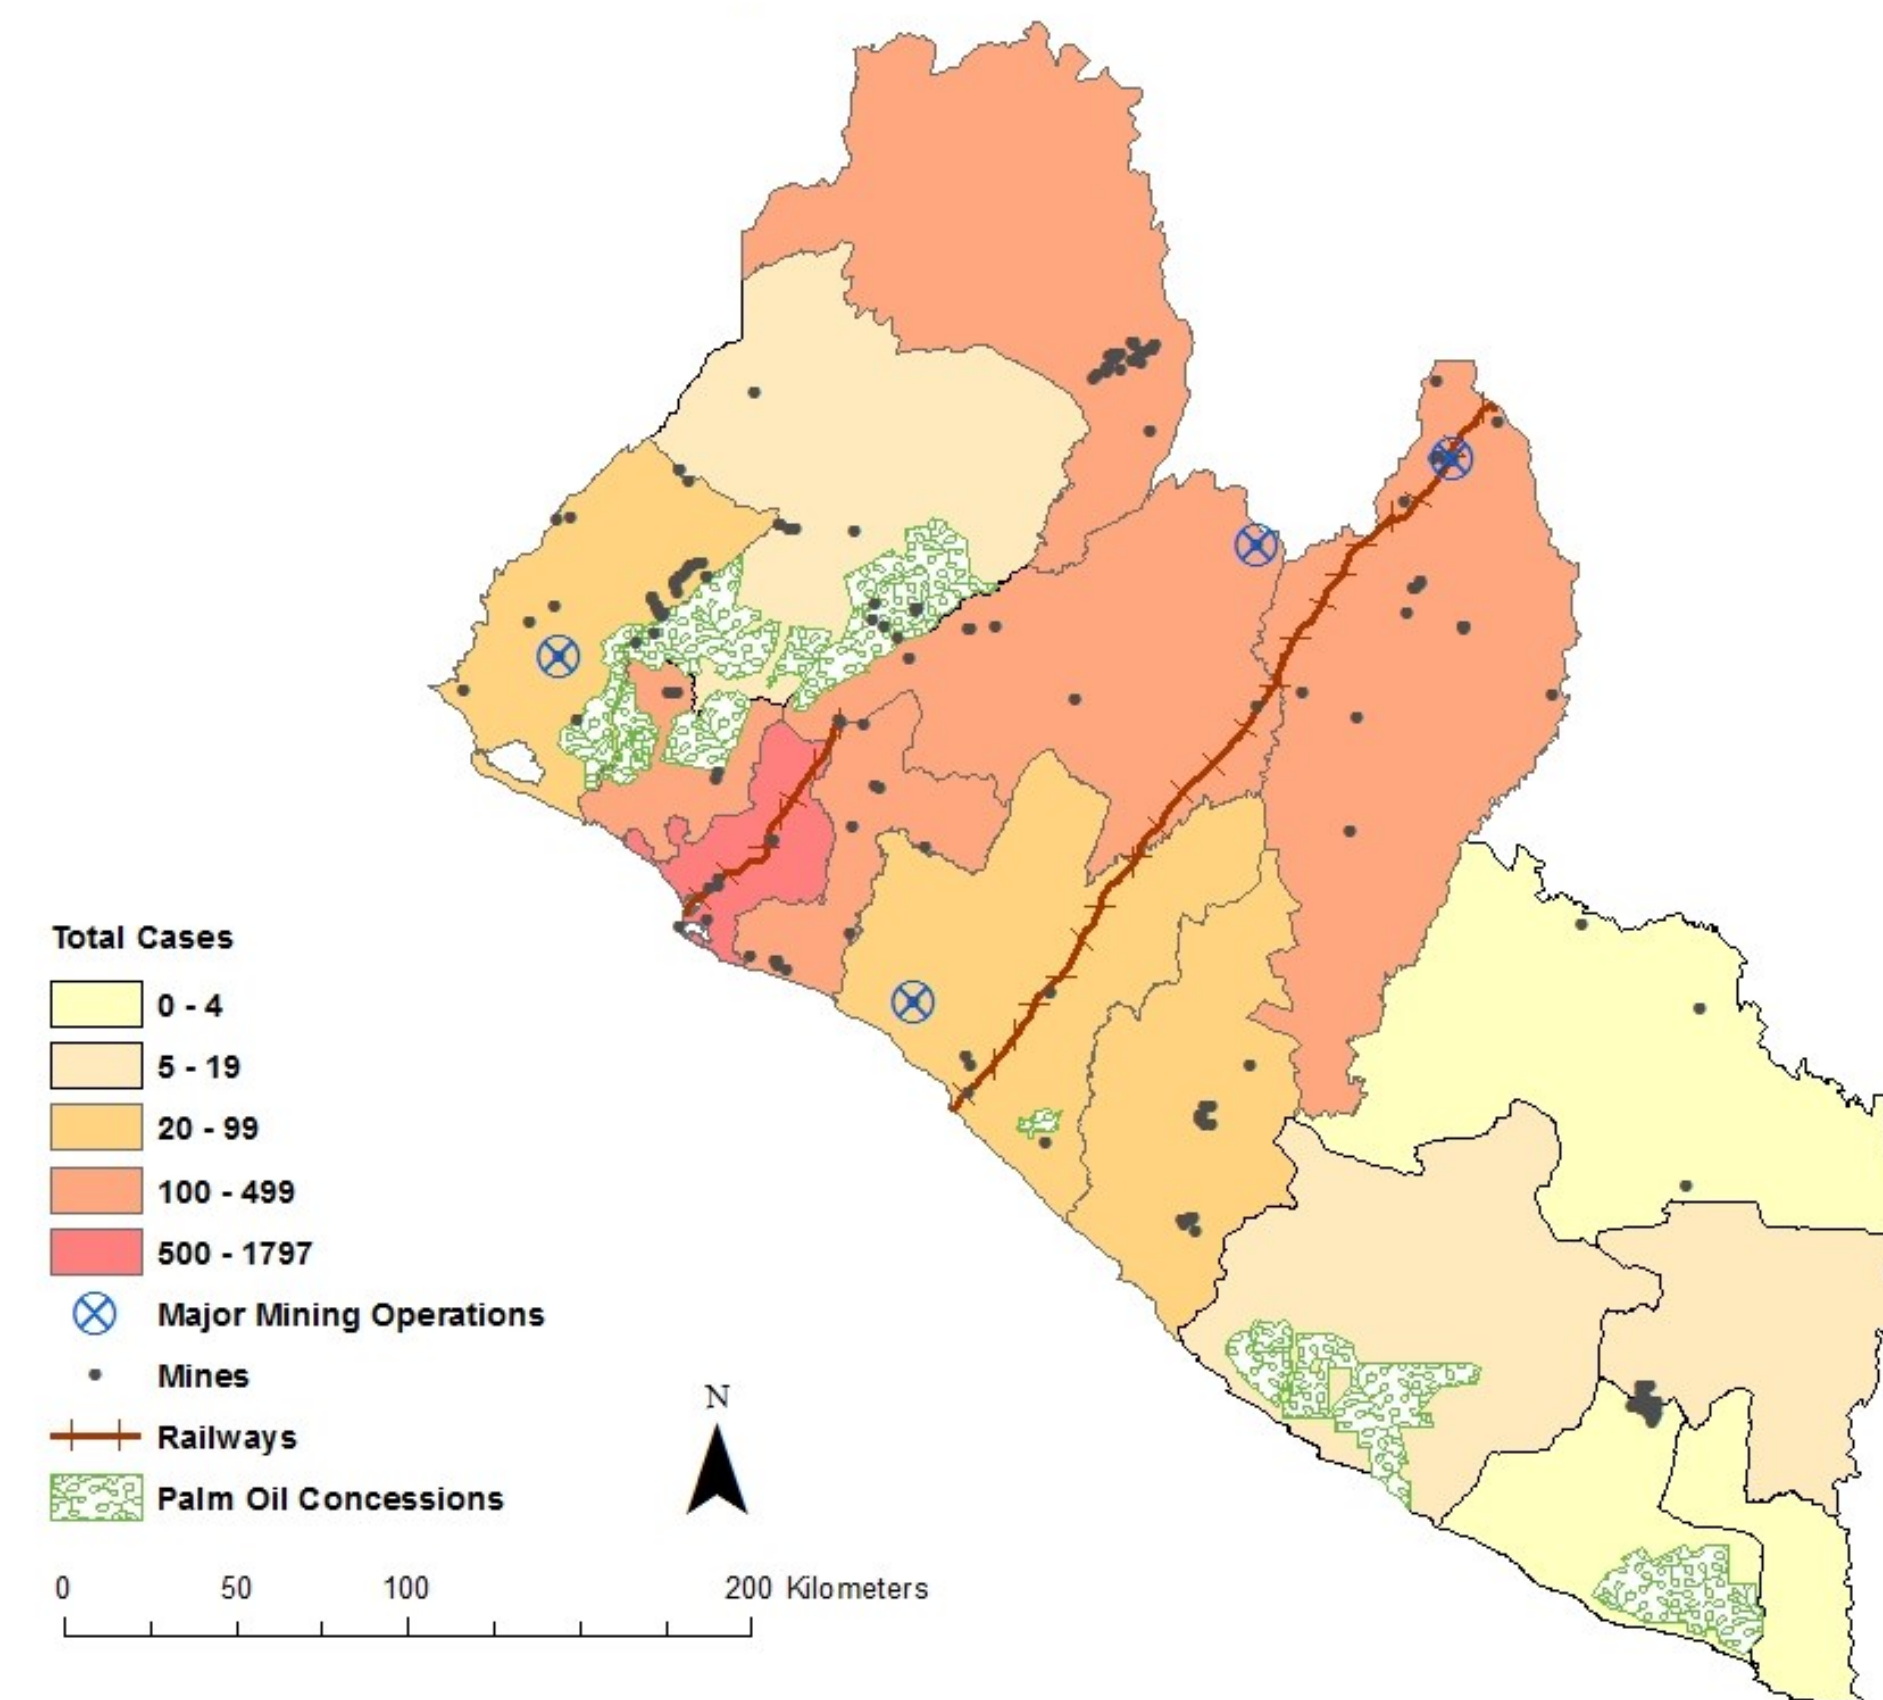 Total Cases
0 - 4
5 - 19
20 - 99
100 - 499
500 - 1797
Major Mining Operations
Mines
Railways
Palm Oil Concessions
N
0 50 100 200 Kilometers